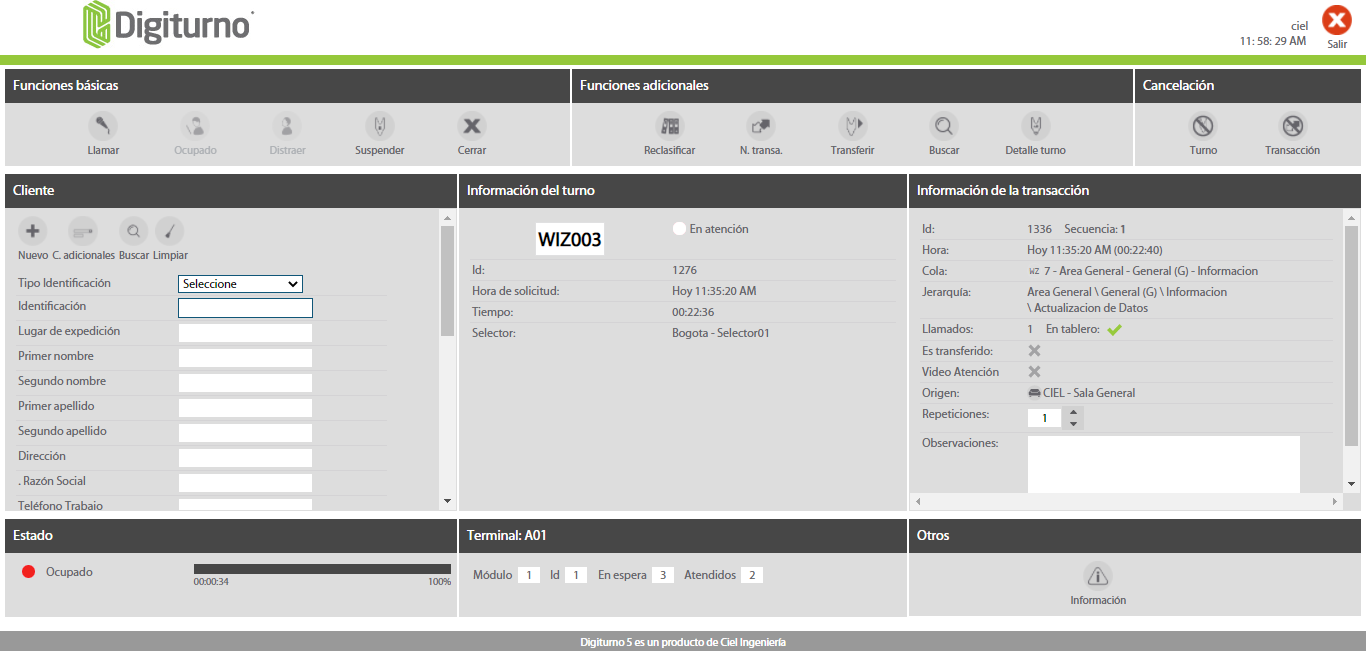 Digiturno
ciel
11: 58: 29 AM
Salir
Funciones básicas
Funciones adicionales
Cancelación
Llamar
Ocupado
Distraer
Suspender
Cerrar
Reclasificar
N. transa.
Transferir
Buscar
Detalle turno
Turno
Transacción
Cliente
Nuevo
C. adicionales
Buscar
Limpiar
Tipo Identificación
Seleccione
Identificación
Lugar de expedición
Primer nombre
Segundo nombre
Primer apellido
Segundo apellido
Dirección
. Razón Social
Teléfono Trabajo
Información del turno
WIZ003
En atención
Id: 1276
Hora de solicitud: Hoy 11:35:20 AM
Tiempo: 00:22:36
Selector: Bogota - Selector01
Información de la transacción
Id: 1336 Secuencia: 1
Hora: Hoy 11:35:20 AM (00:22:40)
Cola: WZ 7 - Area General - General (G) - Informacion
Jerarquía: Area General \ General (G) \ Informacion
\ Actualizacion de Datos
Llamados: 1 En tablero:
Es transferido:
Video Atención
Origen: CIEL - Sala General
Repeticiones: 1
Observaciones:
Estado
Ocupado
00:00:34 100%
Terminal: A01
Módulo 1 Id 1 En espera 3 Atendidos 2
Otros
Información
Digiturno 5 es un producto de Ciel Ingeniería